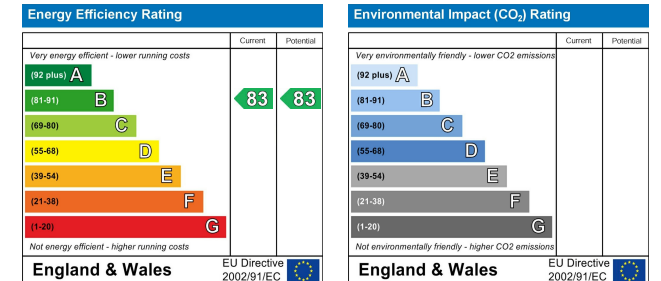 Energy Efficiency Rating
Current Potential
Very energy efficient - lower running costs
(92 plus) A
(81-91) B 83 83
(69-80) C
(55-68) D
(39-54) E
(21-38) F
(1-20) G
Not energy efficient - higher running costs
England & Wales EU Directive
2002/91/EC
Environmental Impact (CO₂) Rating
Current Potential
Very environmentally friendly - lower CO2 emissions
(92 plus) A
(81-91) B
(69-80) C
(55-68) D
(39-54) E
(21-38) F
(1-20) G
Not environmentally friendly - higher CO2 emissions
England & Wales EU Directive
2002/91/EC